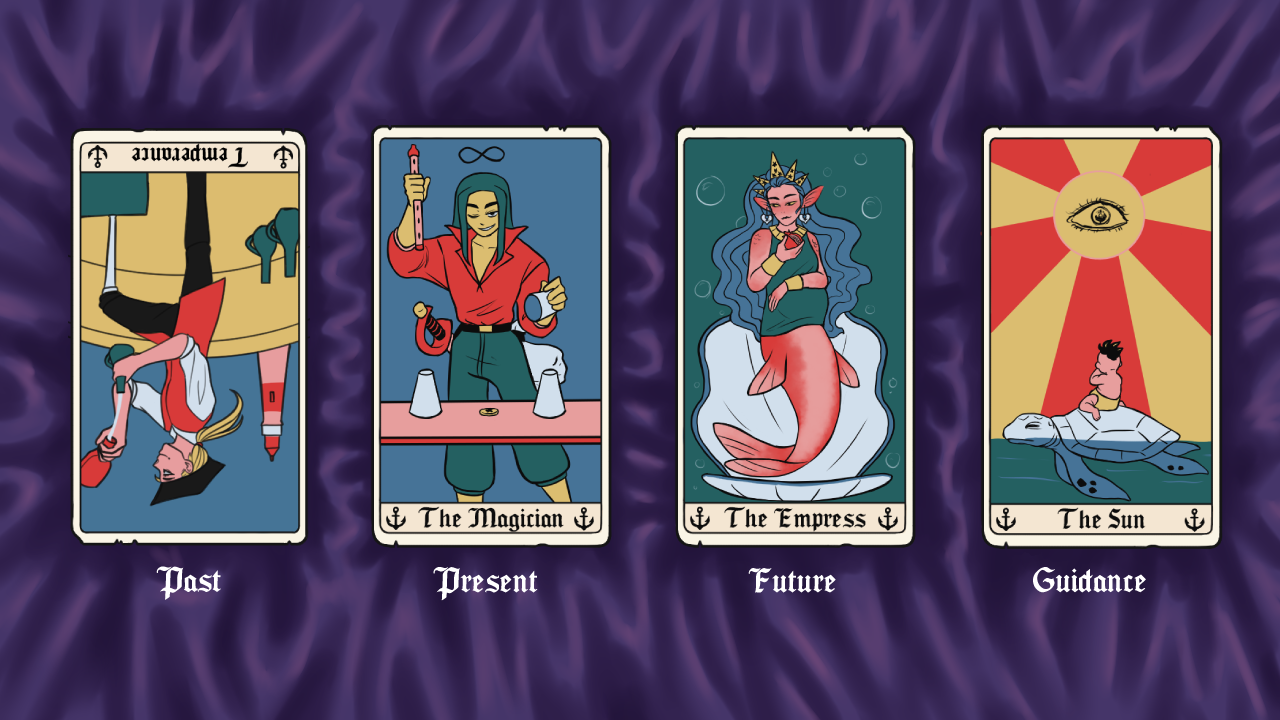 Temperance
The Magician
The Empress
The Sun
Past
Present
Future
Guidance